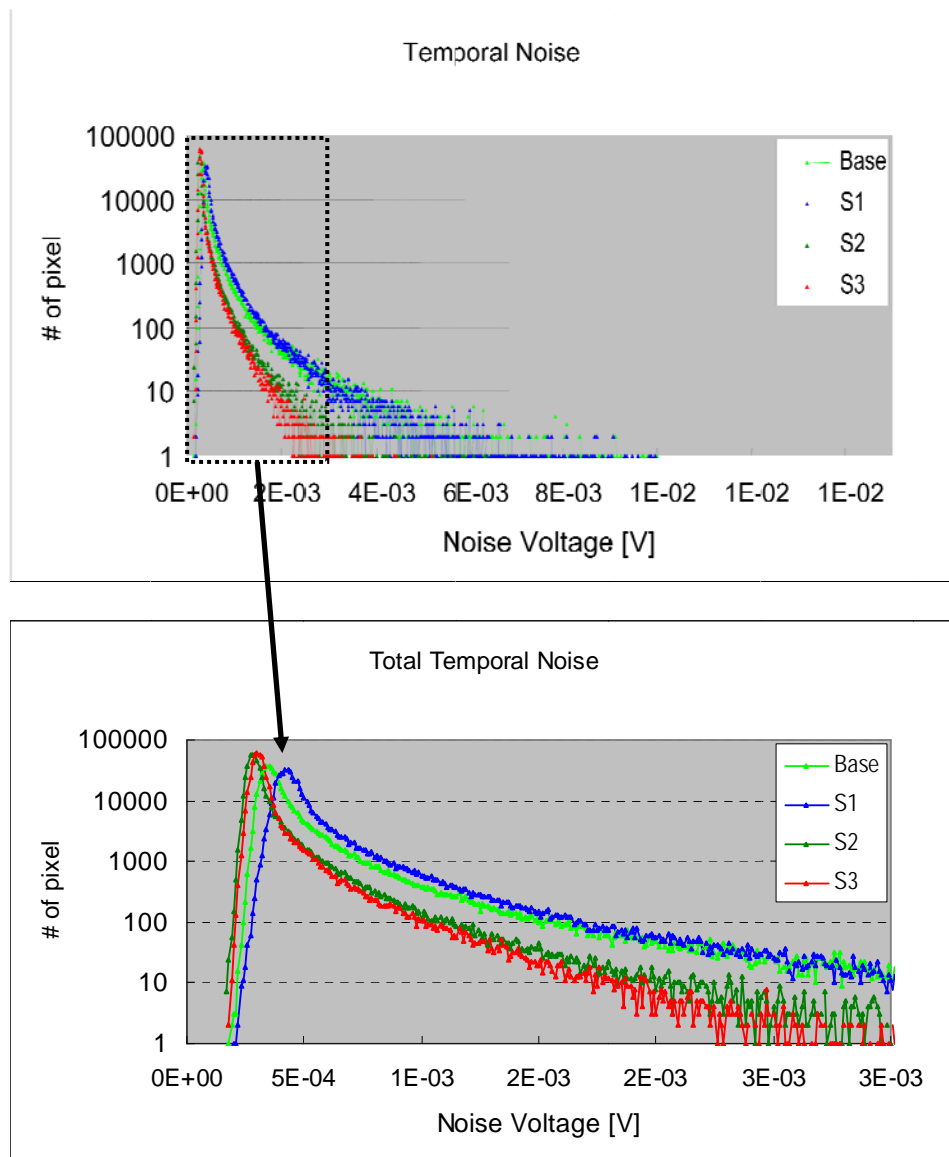 Temporal Noise
100000
10000
1000
100
10
1
# of pixel
Base
S1
S2
S3
0E+00 2E-03 4E-03 6E-03 8E-03 1E-02 1E-02 1E-02
Noise Voltage [V]
Total Temporal Noise
100000
10000
1000
100
10
1
# of pixel
Base
S1
S2
S3
0E+00 5E-04 1E-03 2E-03 2E-03 3E-03 3E-03
Noise Voltage [V]